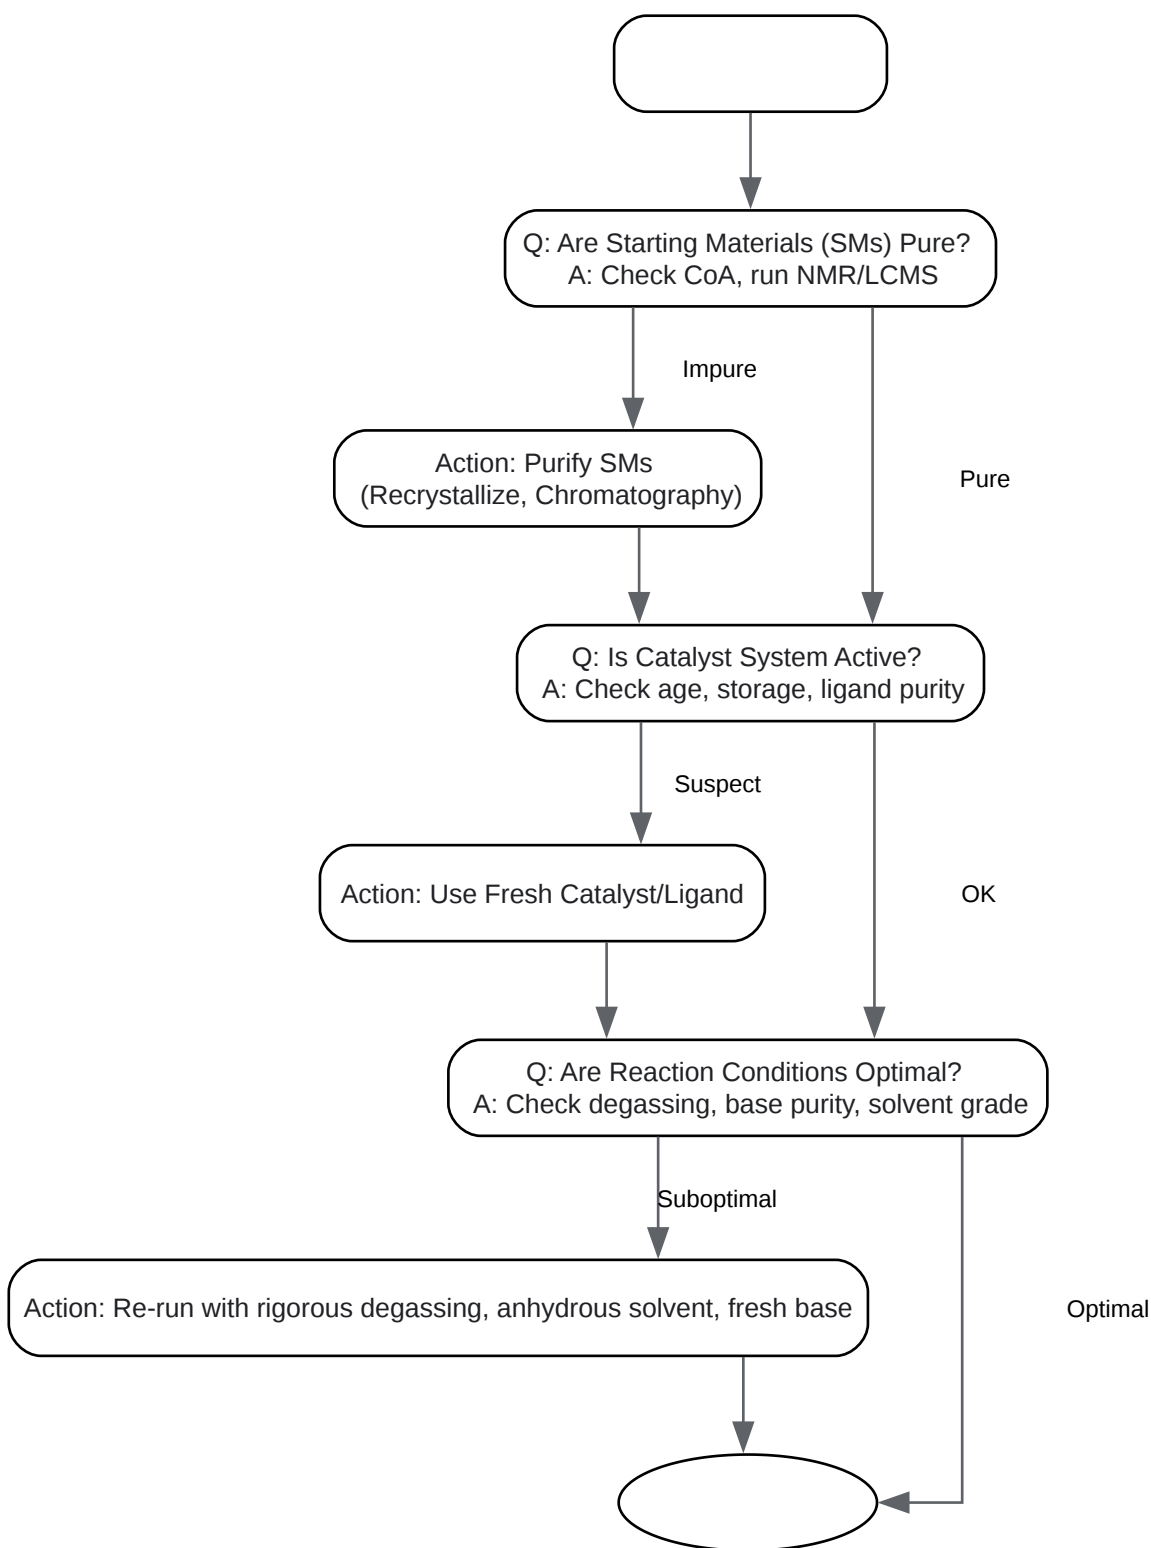 Q: Are Starting Materials (SMs) Pure?
A: Check CoA, run NMR/LCMS
Impure
Action: Purify SMs
(Recrystallize, Chromatography)
Pure
Q: Is Catalyst System Active?
A: Check age, storage, ligand purity
Suspect
Action: Use Fresh Catalyst/Ligand
OK
Q: Are Reaction Conditions Optimal?
A: Check degassing, base purity, solvent grade
Suboptimal
Action: Re-run with rigorous degassing, anhydrous solvent, fresh base
Optimal